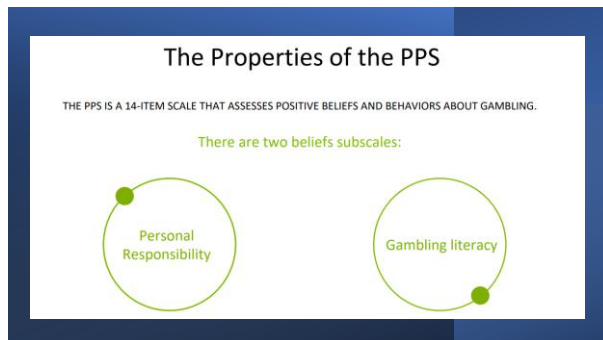 The Properties of the PPS
THE PPS IS A 14-ITEM SCALE THAT ASSESSES POSITIVE BELIEFS AND BEHAVIORS ABOUT GAMBLING.
There are two beliefs subscales:
Personal
Responsibility
Gambling literacy